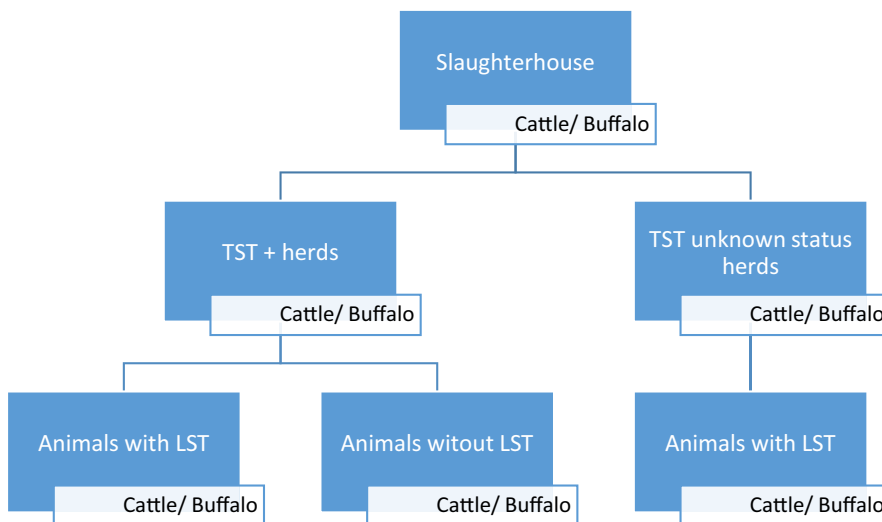 Slaughterhouse
Cattle/ Buffalo
TST + herds
Cattle/ Buffalo
TST unknown status
herds
Cattle/ Buffalo
Animals with LST
Cattle/ Buffalo
Animals witout LST
Cattle/ Buffalo
Animals with LST
Cattle/ Buffalo